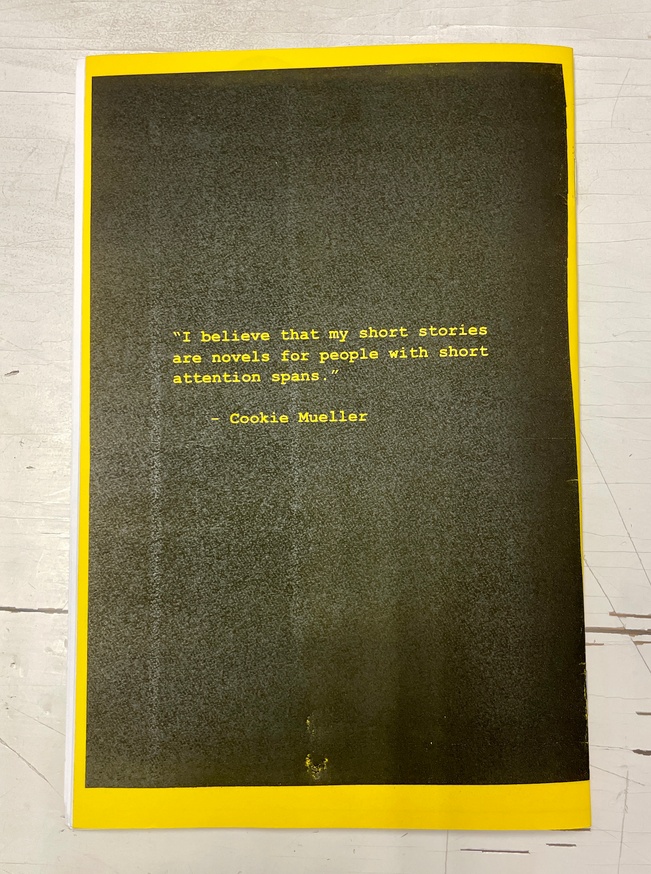 “I believe that my short stories
are novels for people with short
attention spans.”
- Cookie Mueller